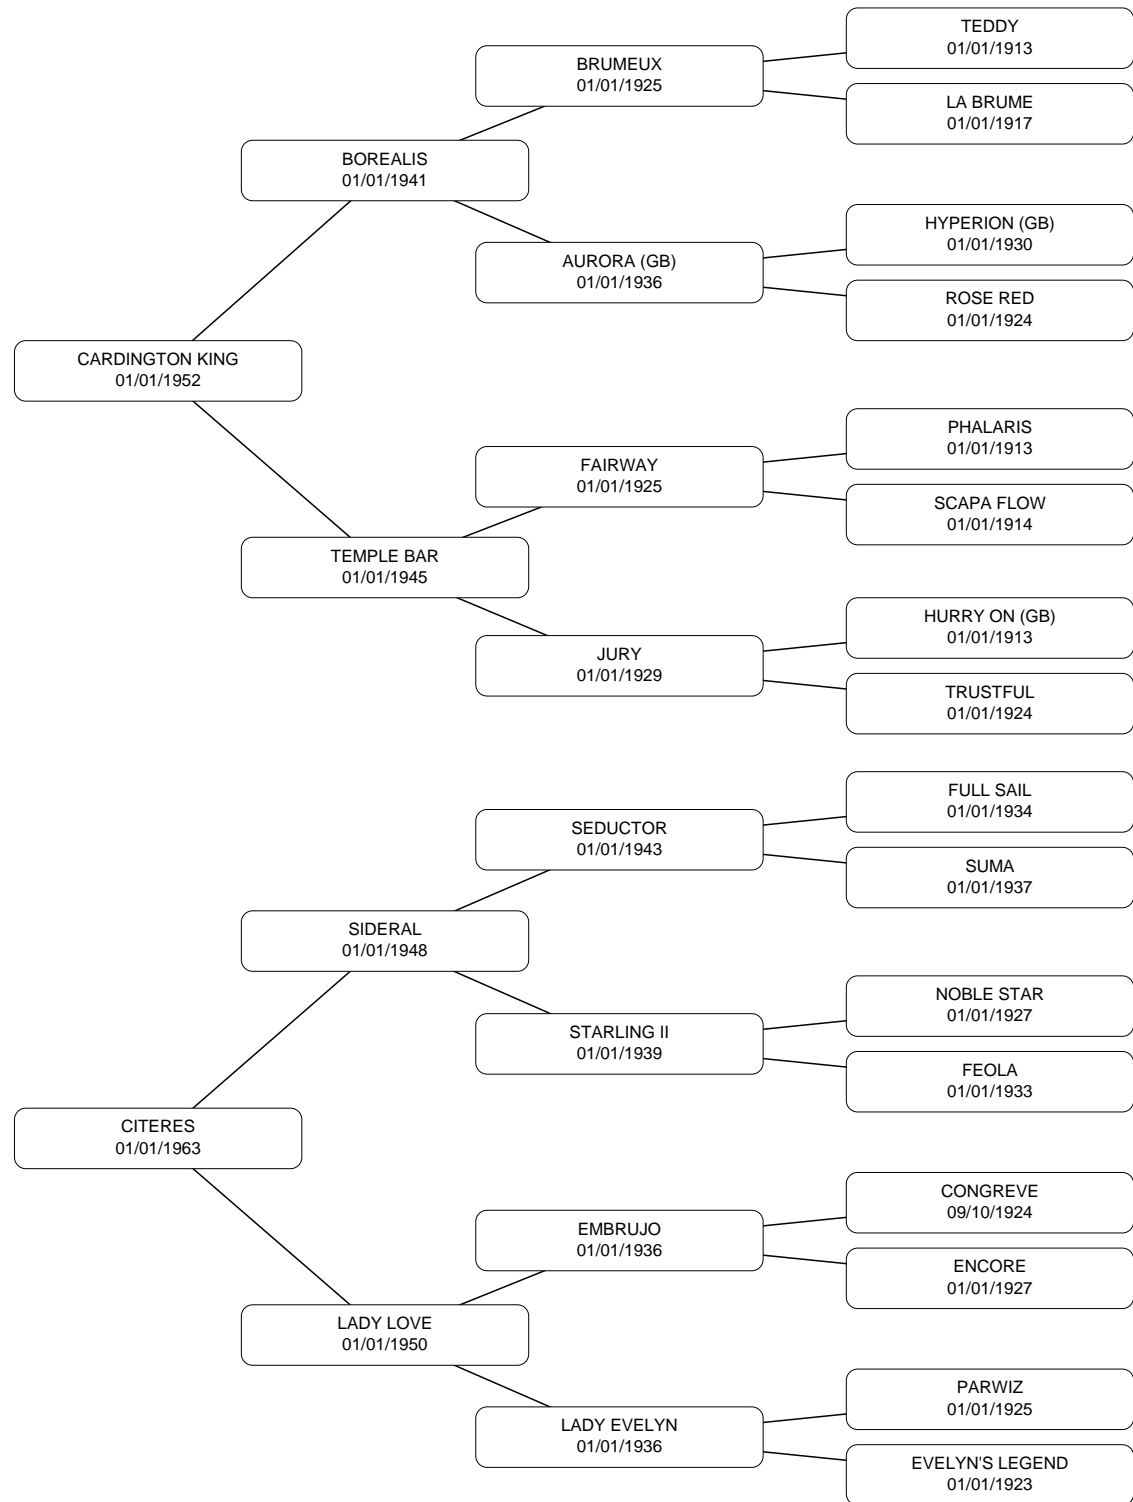 TEDDY
01/01/1913
BRUMEUX
01/01/1925
LA BRUME
01/01/1917
BOREALIS
01/01/1941
HYPERION (GB)
01/01/1930
AURORA (GB)
01/01/1936
ROSE RED
01/01/1924
CARDINGTON KING
01/01/1952
PHALARIS
01/01/1913
FAIRWAY
01/01/1925
SCAPA FLOW
01/01/1914
TEMPLE BAR
01/01/1945
HURRY ON (GB)
01/01/1913
JURY
01/01/1929
TRUSTFUL
01/01/1924
FULL SAIL
01/01/1934
SEDUCTOR
01/01/1943
SUMA
01/01/1937
SIDERAL
01/01/1948
NOBLE STAR
01/01/1927
STARLING II
01/01/1939
FEOLA
01/01/1933
CITERES
01/01/1963
CONGREVE
09/10/1924
EMBRUJO
01/01/1936
ENCORE
01/01/1927
LADY LOVE
01/01/1950
PARWIZ
01/01/1925
LADY EVELYN
01/01/1936
EVELYN'S LEGEND
01/01/1923